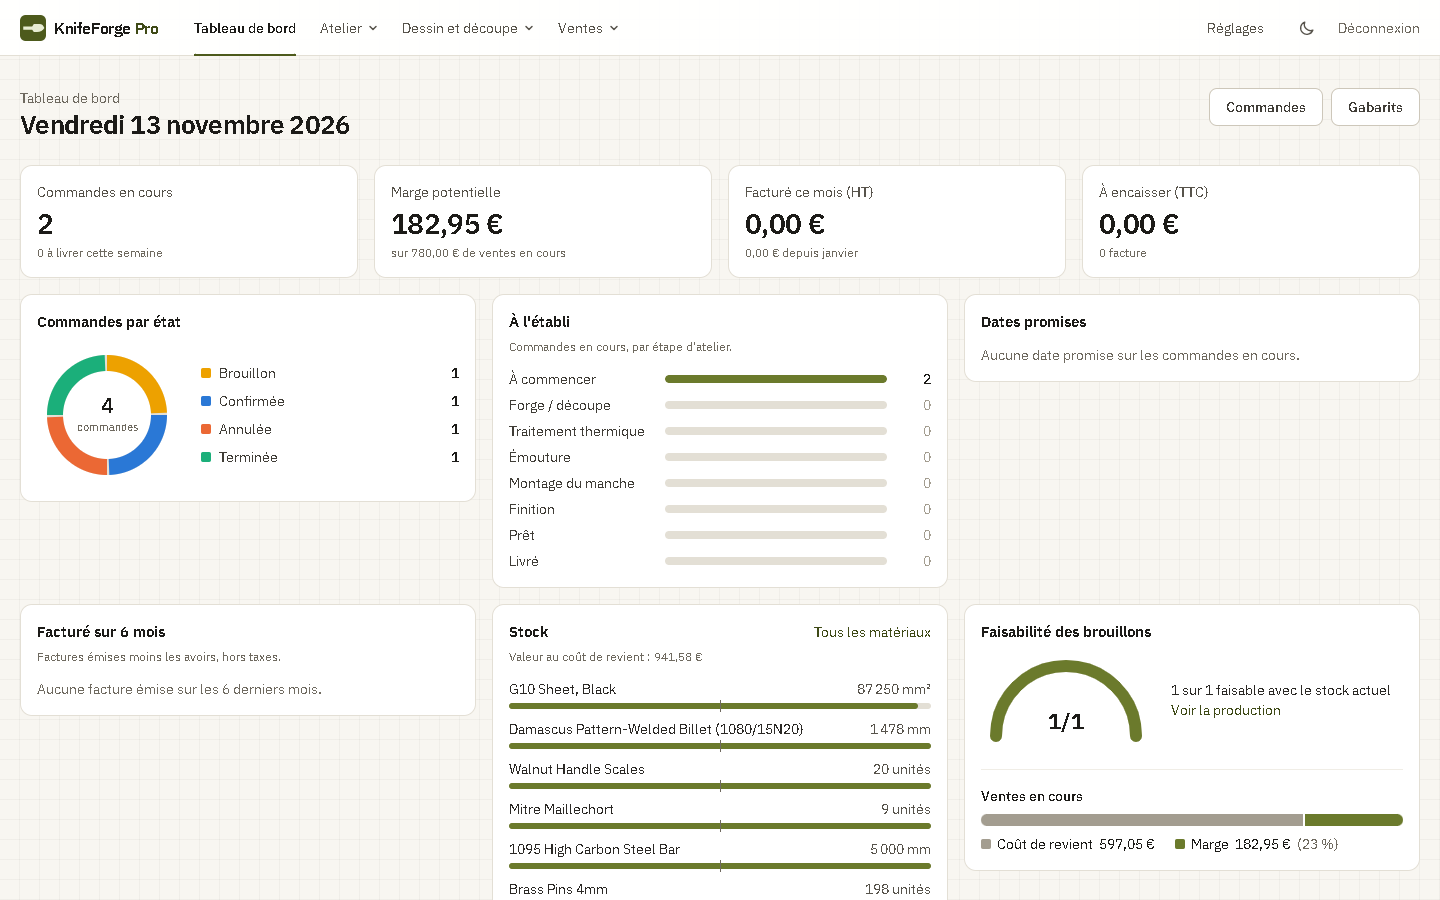 KnifeForge Pro
Tableau de bord
Atelier
Dessin et découpe
Ventes
Réglages
Déconnexion
Tableau de bord
Vendredi 13 novembre 2026
Commandes
Gabarits
Commandes en cours
2
0 à livrer cette semaine
Marge potentielle
182,95 €
sur 780,00 € de ventes en cours
Facturé ce mois (HT)
0,00 €
0,00 € depuis janvier
À encaisser (TTC)
0,00 €
0 facture
Commandes par état
4
commandes
Brouillon 1
Confirmée 1
Annulée 1
Terminée 1
À l'établi
Commandes en cours, par étape d'atelier.
À commencer 2
Forge / découpe 0
Traitement thermique 0
Émouture 0
Montage du manche 0
Finition 0
Prêt 0
Livré 0
Dates promises
Aucune date promise sur les commandes en cours.
Facturé sur 6 mois
Factures émises moins les avoirs, hors taxes.
Aucune facture émise sur les 6 derniers mois.
Stock
Tous les matériaux
Valeur au coût de revient : 941,58 €
G10 Sheet, Black 87 250 mm²
Damascus Pattern-Welded Billet (1080/15N20) 1 478 mm
Walnut Handle Scales 20 unités
Mitre Maillechort 9 unités
1095 High Carbon Steel Bar 5 000 mm
Brass Pins 4mm 198 unités
Faisabilité des brouillons
1/1
1 sur 1 faisable avec le stock actuel
Voir la production
Ventes en cours
Coût de revient 597,05 €
Marge 182,95 € (23 %)